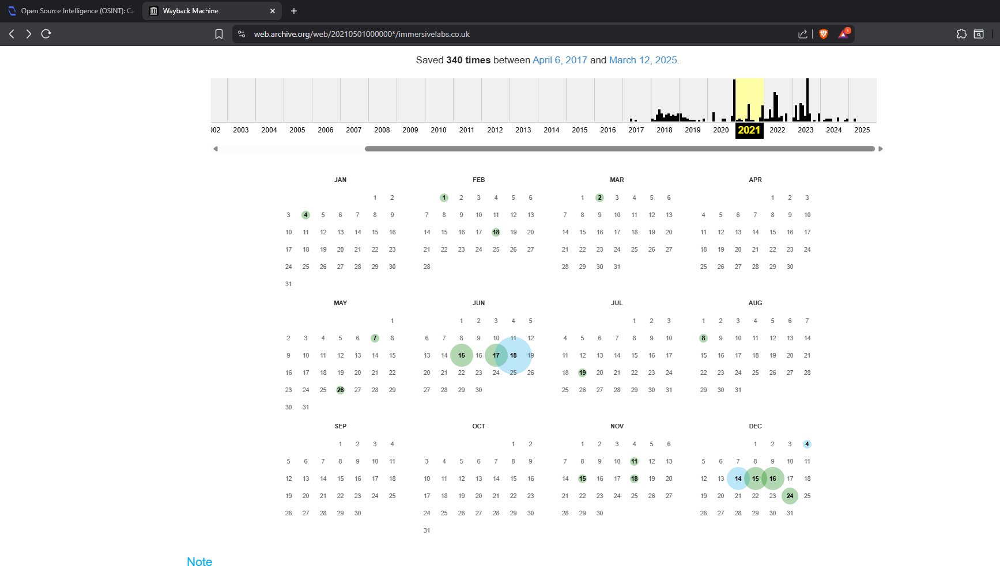 Open Source Intelligence (OSINT): Ca
Wayback Machine
web.archive.org/web/20210501000000*/immersivelabs.co.uk
1
Saved 340 times between April 6, 2017 and March 12, 2025.
002 2003 2004 2005 2006 2007 2008 2009 2010 2011 2012 2013 2014 2015 2016 2017 2018 2019 2020 2021 2022 2023 2024 2025
JAN FEB MAR APR
1 2 1 2 3 4 5 6 1 2 3 4 5 6 1 2 3
3 4 5 6 7 8 9 7 8 9 10 11 12 13 7 8 9 10 11 12 13 4 5 6 7 8 9 10
10 11 12 13 14 15 16 14 15 16 17 18 19 20 14 15 16 17 18 19 20 11 12 13 14 15 16 17
17 18 19 20 21 22 23 21 22 23 24 25 26 27 21 22 23 24 25 26 27 18 19 20 21 22 23 24
24 25 26 27 28 29 30 28 28 29 30 31 25 26 27 28 29 30
31
MAY JUN JUL AUG
1 1 2 3 4 5 1 2 3 1 2 3 4 5 6 7
2 3 4 5 6 7 8 6 7 8 9 10 11 12 4 5 6 7 8 9 10 8 9 10 11 12 13 14
9 10 11 12 13 14 15 13 14 15 16 17 18 19 11 12 13 14 15 16 17 15 16 17 18 19 20 21
16 17 18 19 20 21 22 20 21 22 23 24 25 26 18 19 20 21 22 23 24 22 23 24 25 26 27 28
23 24 25 26 27 28 29 27 28 29 30 25 26 27 28 29 30 31 29 30 31
30 31
SEP OCT NOV DEC
1 2 3 4 1 2 1 2 3 4 5 6 1 2 3 4
5 6 7 8 9 10 11 3 4 5 6 7 8 9 7 8 9 10 11 12 13 5 6 7 8 9 10 11
12 13 14 15 16 17 18 10 11 12 13 14 15 16 14 15 16 17 18 19 20 12 13 14 15 16 17 18
19 20 21 22 23 24 25 17 18 19 20 21 22 23 21 22 23 24 25 26 27 19 20 21 22 23 24 25
26 27 28 29 30 24 25 26 27 28 29 30 28 29 30 26 27 28 29 30 31
31
Note